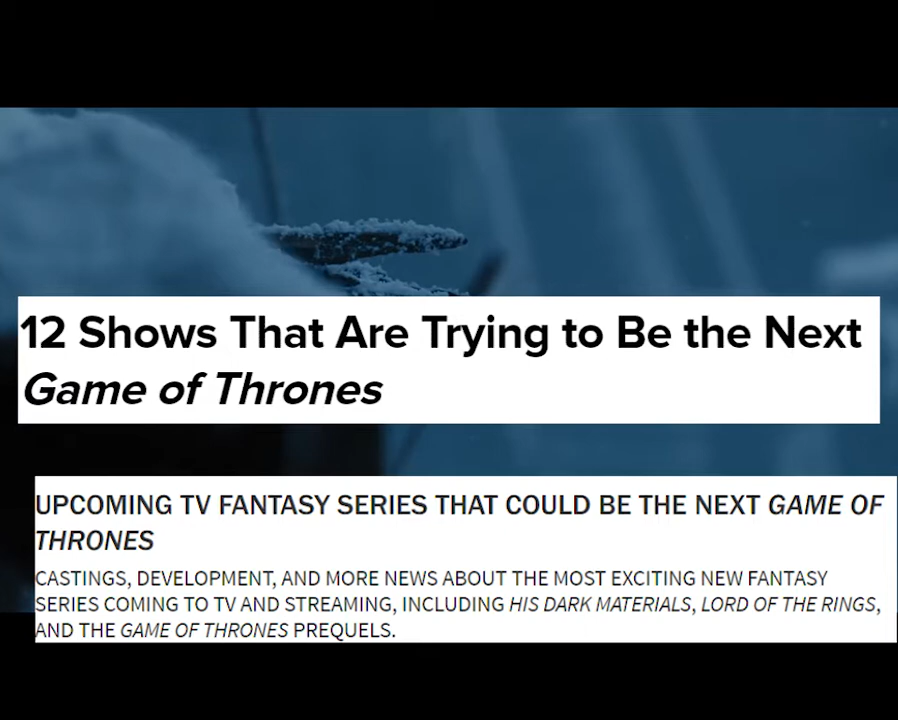 12 Shows That Are Trying to Be the Next
Game of Thrones
UPCOMING TV FANTASY SERIES THAT COULD BE THE NEXT GAME OF
THRONES
CASTINGS, DEVELOPMENT, AND MORE NEWS ABOUT THE MOST EXCITING NEW FANTASY
SERIES COMING TO TV AND STREAMING, INCLUDING HIS DARK MATERIALS, LORD OF THE RINGS,
AND THE GAME OF THRONES PREQUELS.